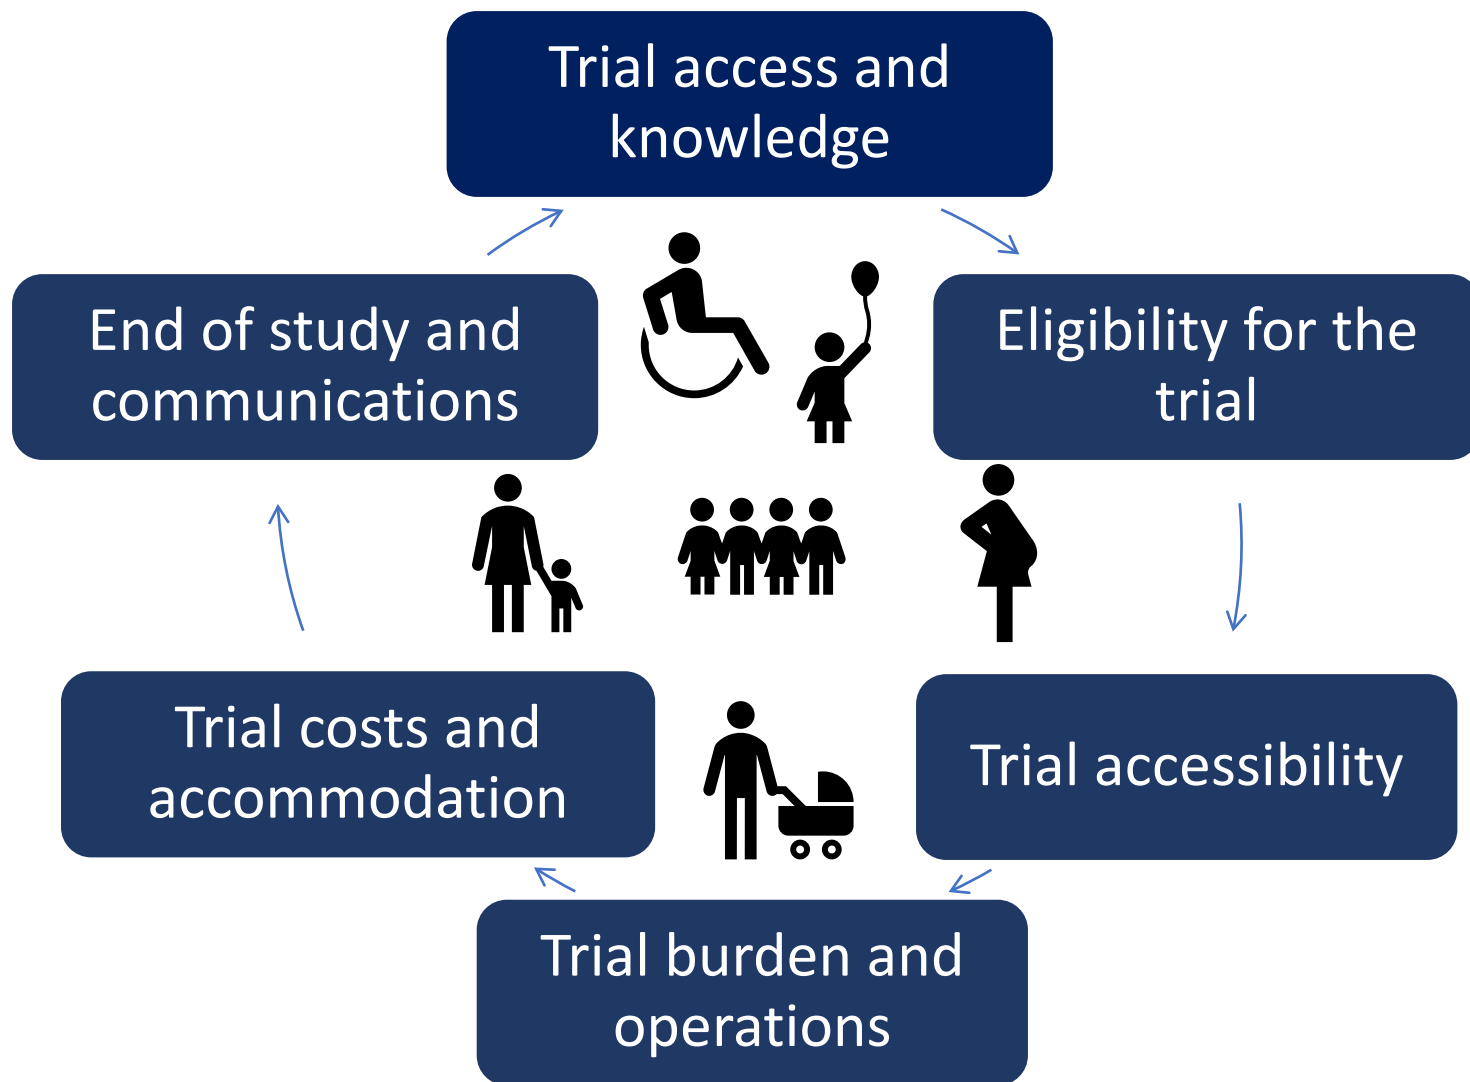 Trial access and
knowledge
End of study and
communications
Eligibility for the
trial
Trial costs and
accommodation
Trial accessibility
Trial burden and
operations